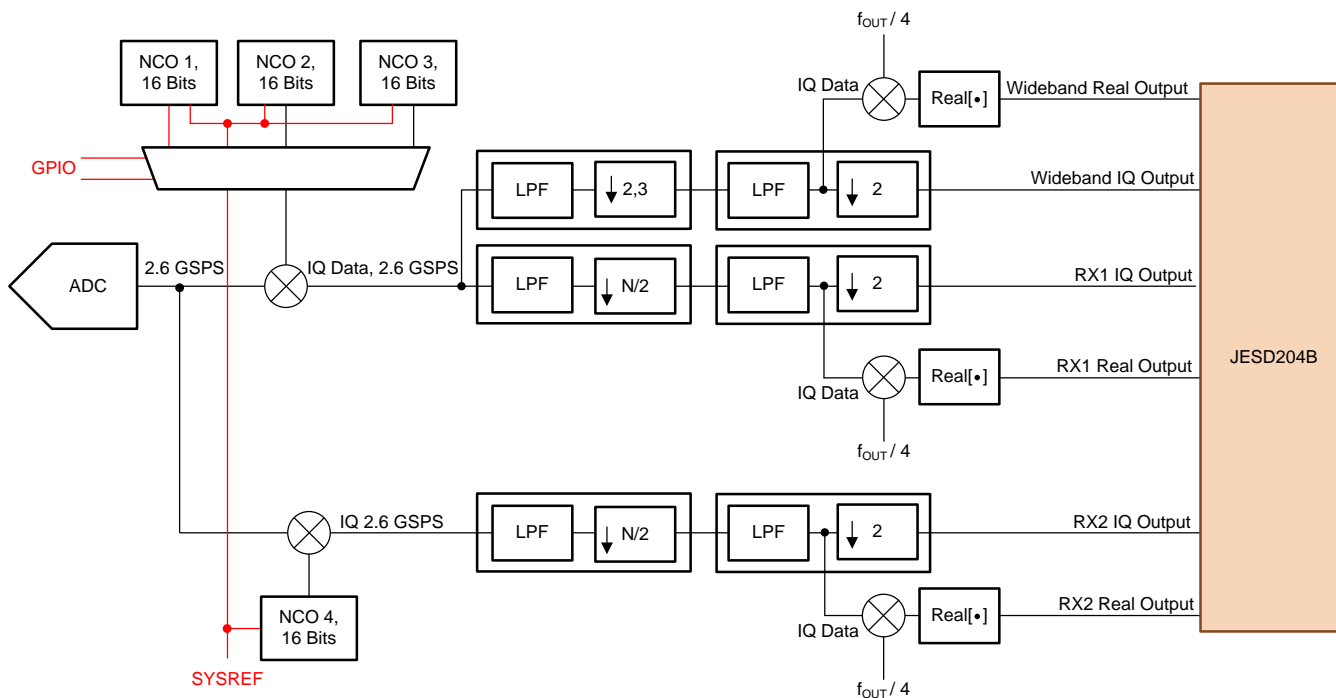 f_OUT / 4
NCO 1,
16 Bits
NCO 2,
16 Bits
NCO 3,
16 Bits
IQ Data
Real[•]
Wideband Real Output
GPIO
LPF
2,3
LPF
2
Wideband IQ Output
ADC
2.6 GSPS
IQ Data, 2.6 GSPS
LPF
N/2
LPF
2
RX1 IQ Output
JESD204B
IQ Data
Real[•]
RX1 Real Output
f_OUT / 4
IQ 2.6 GSPS
LPF
N/2
LPF
2
RX2 IQ Output
NCO 4,
16 Bits
IQ Data
Real[•]
RX2 Real Output
SYSREF
f_OUT / 4